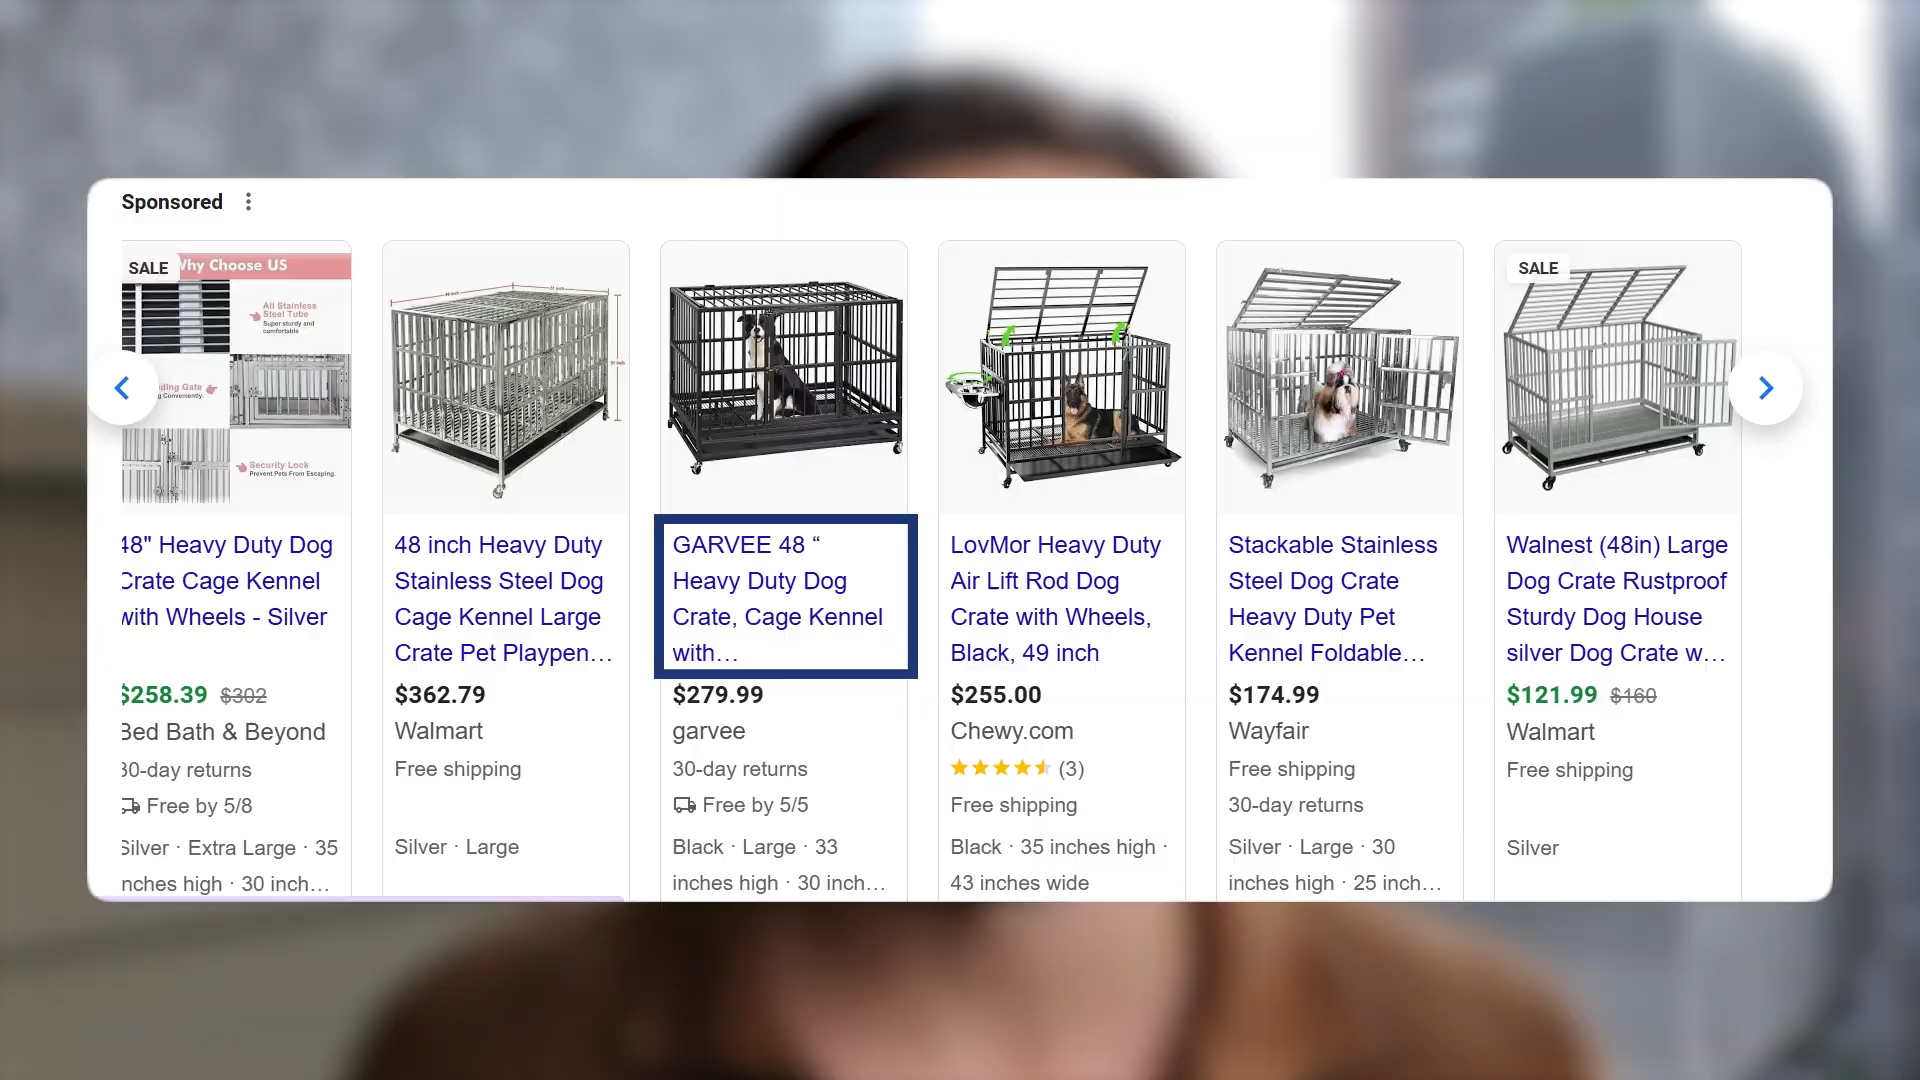 Sponsored
SALE
Why Choose US
All Stainless
Steel Tube
Super sturdy and
comfortable
ding Gate
g Conveniently.
Security Lock
Prevent Pets From Escaping.
48" Heavy Duty Dog
Crate Cage Kennel
with Wheels - Silver
$258.39 $302
Bed Bath & Beyond
30-day returns
Free by 5/8
Silver · Extra Large · 35
inches high · 30 inch…
48 inch Heavy Duty
Stainless Steel Dog
Cage Kennel Large
Crate Pet Playpen…
$362.79
Walmart
Free shipping
Silver · Large
GARVEE 48 “
Heavy Duty Dog
Crate, Cage Kennel
with…
$279.99
garvee
30-day returns
Free by 5/5
Black · Large · 33
inches high · 30 inch…
LovMor Heavy Duty
Air Lift Rod Dog
Crate with Wheels,
Black, 49 inch
$255.00
Chewy.com
(3)
Free shipping
Black · 35 inches high ·
43 inches wide
Stackable Stainless
Steel Dog Crate
Heavy Duty Pet
Kennel Foldable…
$174.99
Wayfair
Free shipping
30-day returns
Silver · Large · 30
inches high · 25 inch…
SALE
Walnest (48in) Large
Dog Crate Rustproof
Sturdy Dog House
silver Dog Crate w…
$121.99 $160
Walmart
Free shipping
Silver